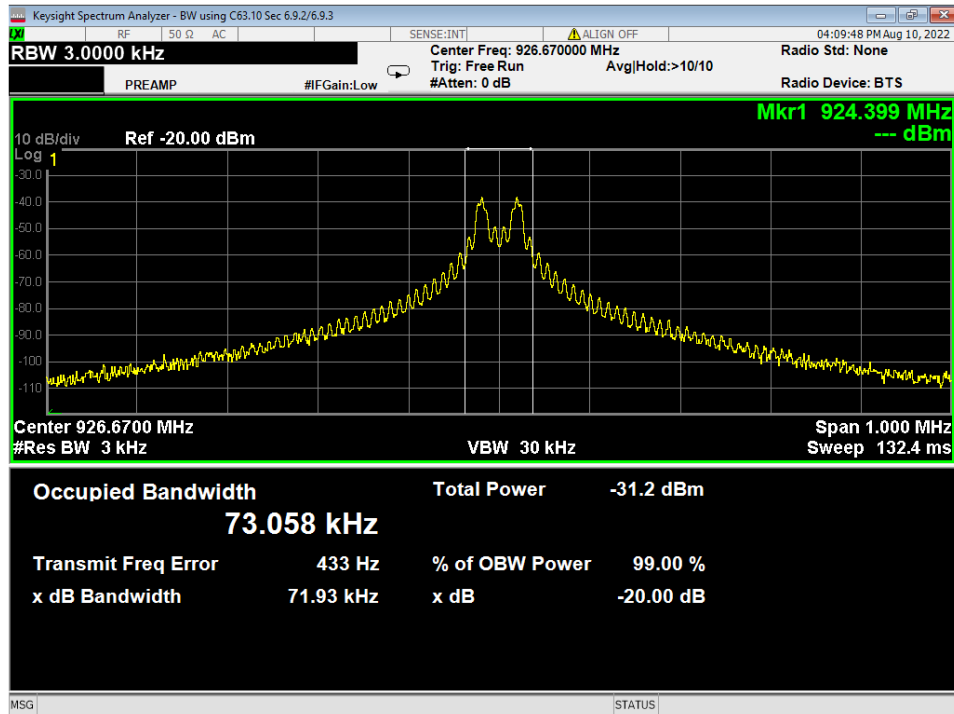 Keysight Spectrum Analyzer - BW using C63.10 Sec 6.9.2/6.9.3
LXI RF 50 Ω AC SENSE:INT ALIGN OFF 04:09:48 PM Aug 10, 2022
RBW 3.0000 kHz
Center Freq: 926.670000 MHz Radio Std: None
Trig: Free Run Avg|Hold:>10/10
PREAMP #IFGain:Low #Atten: 0 dB Radio Device: BTS
Mkr1 924.399 MHz
--- dBm
10 dB/div Ref -20.00 dBm
Log 1
-30.0
-40.0
-50.0
-60.0
-70.0
-80.0
-90.0
-100
-110
Center 926.6700 MHz Span 1.000 MHz
#Res BW 3 kHz VBW 30 kHz Sweep 132.4 ms
Occupied Bandwidth Total Power -31.2 dBm
73.058 kHz
Transmit Freq Error 433 Hz % of OBW Power 99.00 %
x dB Bandwidth 71.93 kHz x dB -20.00 dB
MSG STATUS